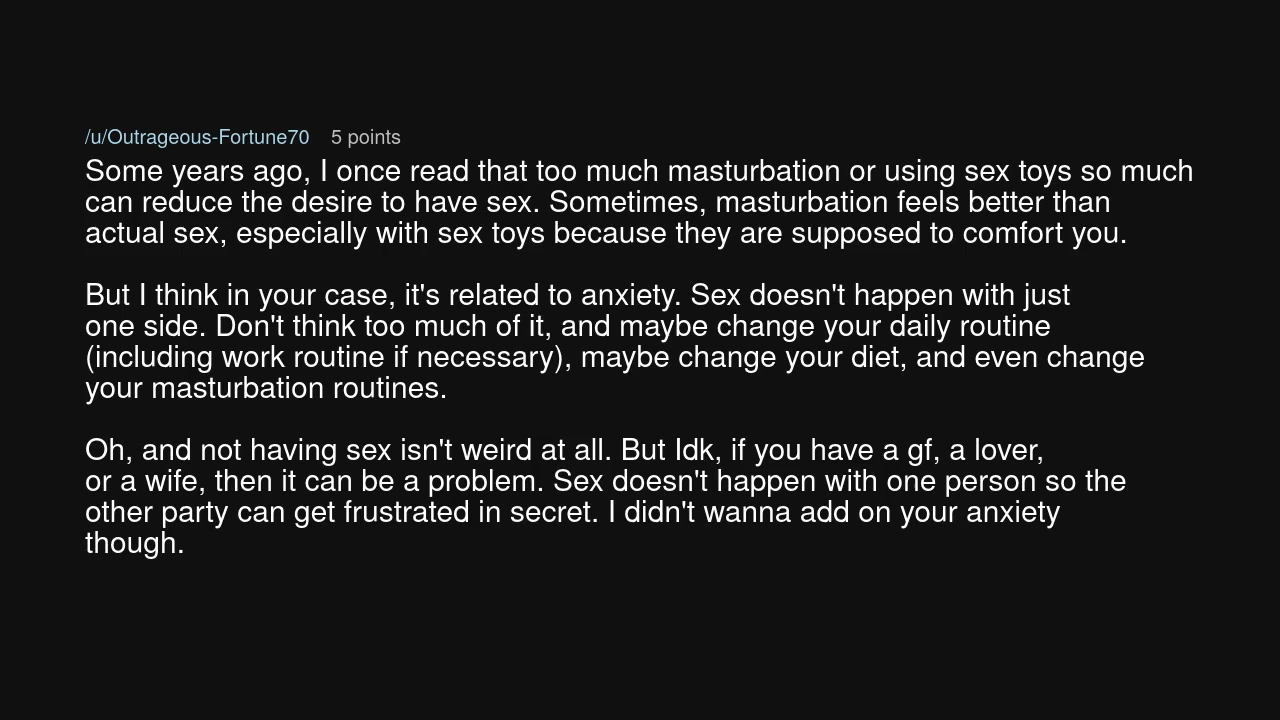 /u/Outrageous-Fortune70 5 points
Some years ago, I once read that too much masturbation or using sex toys so much
can reduce the desire to have sex. Sometimes, masturbation feels better than
actual sex, especially with sex toys because they are supposed to comfort you.
But I think in your case, it's related to anxiety. Sex doesn't happen with just
one side. Don't think too much of it, and maybe change your daily routine
(including work routine if necessary), maybe change your diet, and even change
your masturbation routines.
Oh, and not having sex isn't weird at all. But Idk, if you have a gf, a lover,
or a wife, then it can be a problem. Sex doesn't happen with one person so the
other party can get frustrated in secret. I didn't wanna add on your anxiety
though.